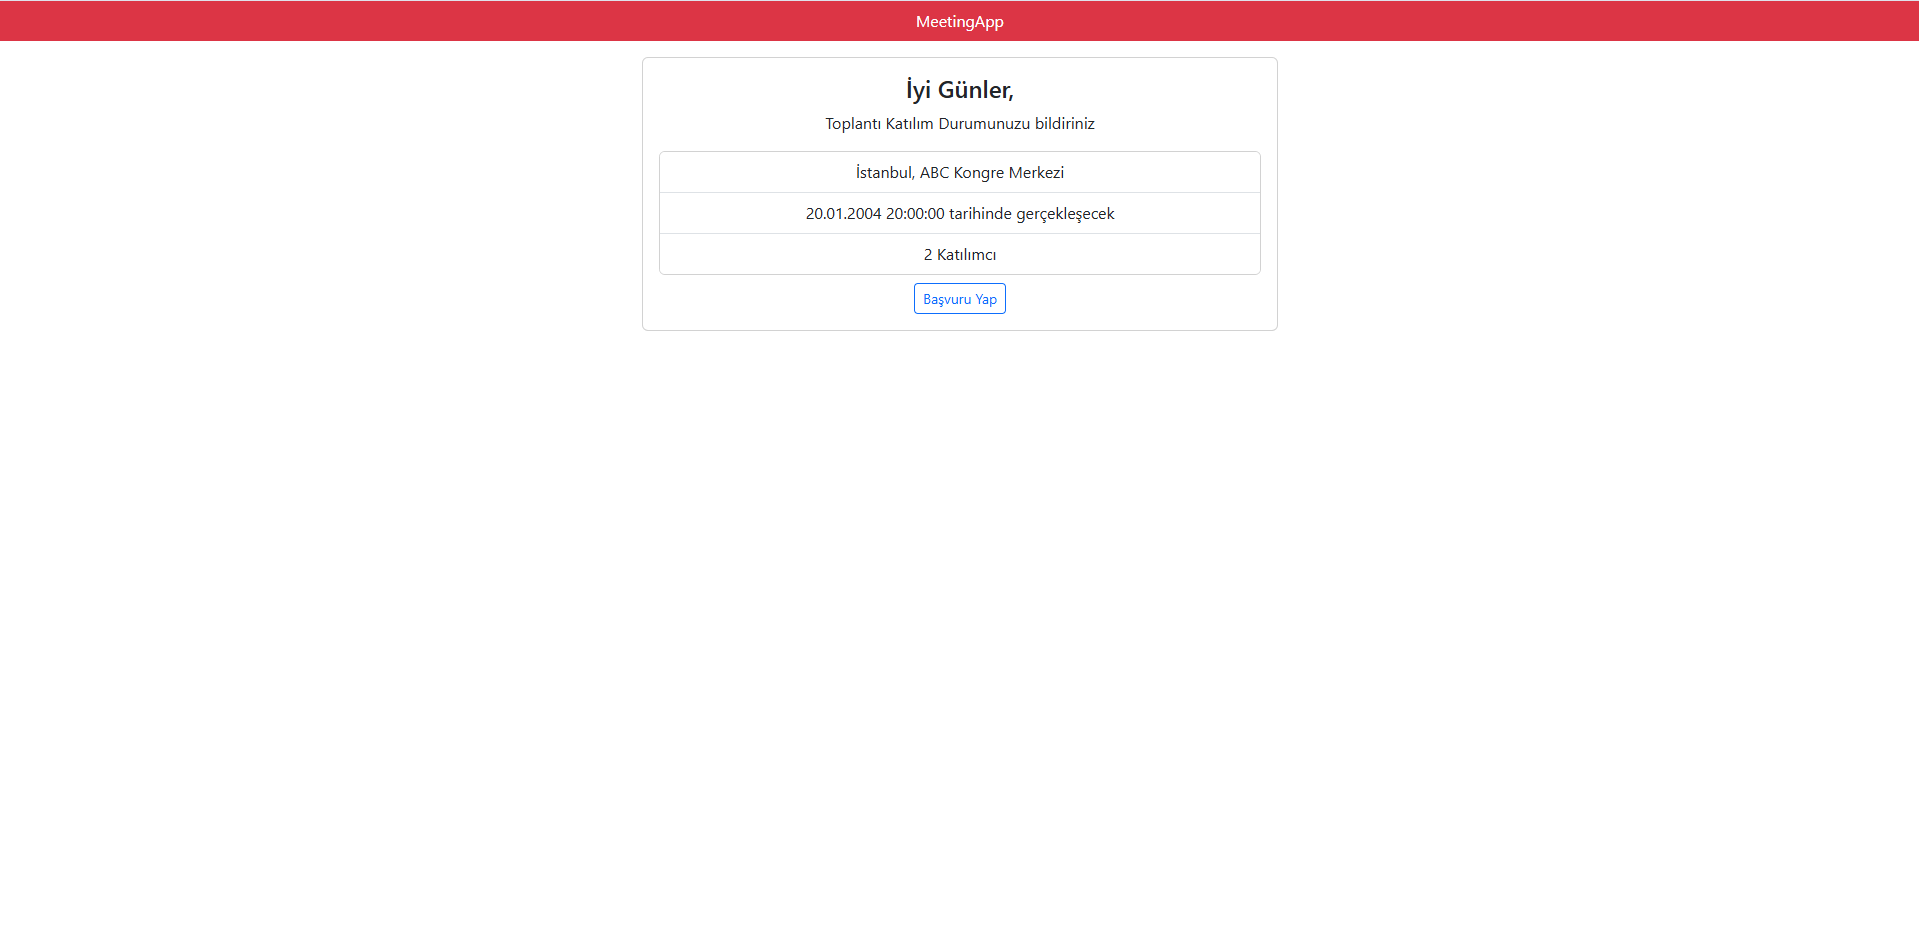 MeetingApp
İyi Günler,
Toplantı Katılım Durumunuzu bildiriniz
İstanbul, ABC Kongre Merkezi
20.01.2004 20:00:00 tarihinde gerçekleşecek
2 Katılımcı
Başvuru Yap